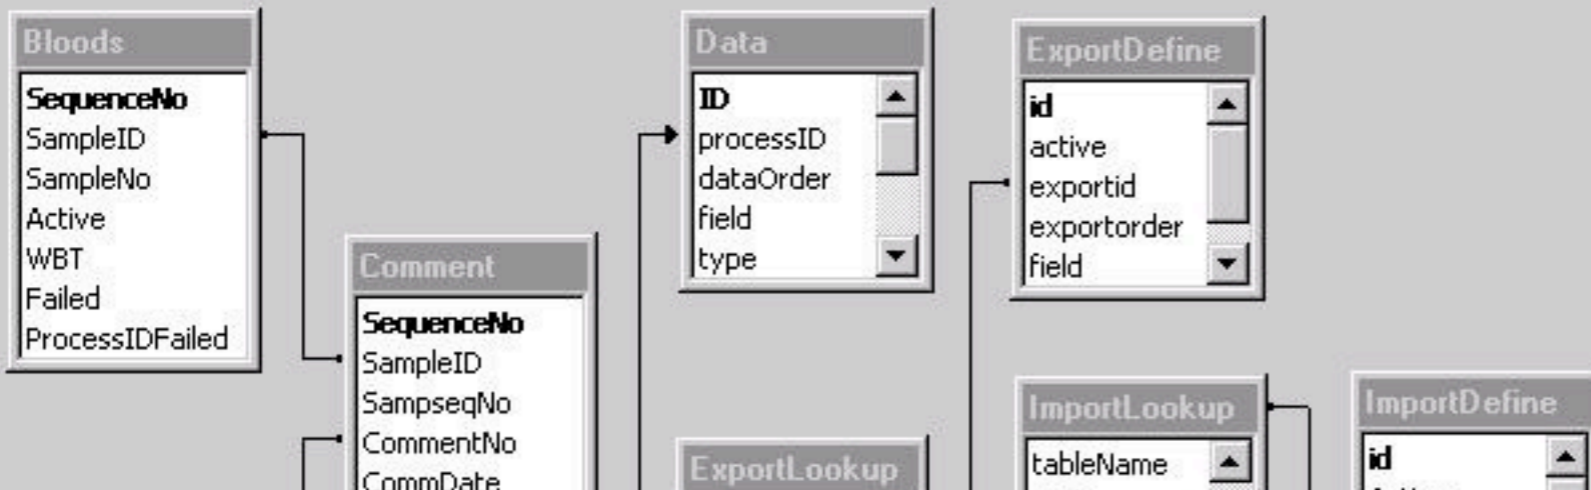 Bloods
SequenceNo
SampleID
SampleNo
Active
WBT
Failed
ProcessIDFailed
Comment
SequenceNo
SampleID
SampseqNo
CommentNo
CommDate
Data
ID
processID
dataOrder
field
type
ExportLookup
ExportDefine
id
active
exportid
exportorder
field
ImportLookup
tableName
ImportDefine
id